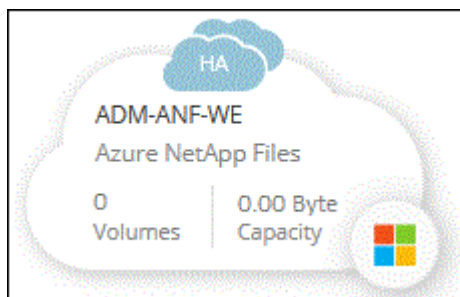 HA
ADM-ANF-WE
Azure NetApp Files
0
Volumes
0.00 Byte
Capacity